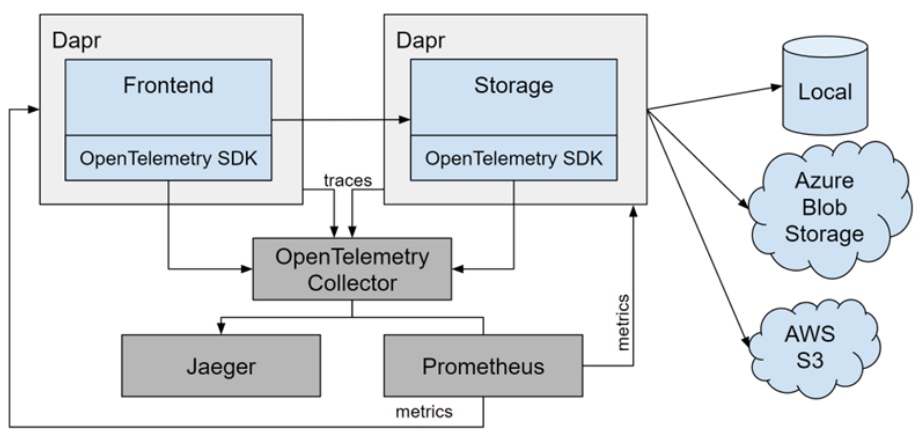 Dapr
Frontend
OpenTelemetry SDK
Dapr
Storage
OpenTelemetry SDK
Local
Azure
Blob
Storage
AWS
S3
traces
OpenTelemetry
Collector
metrics
Jaeger
Prometheus
metrics